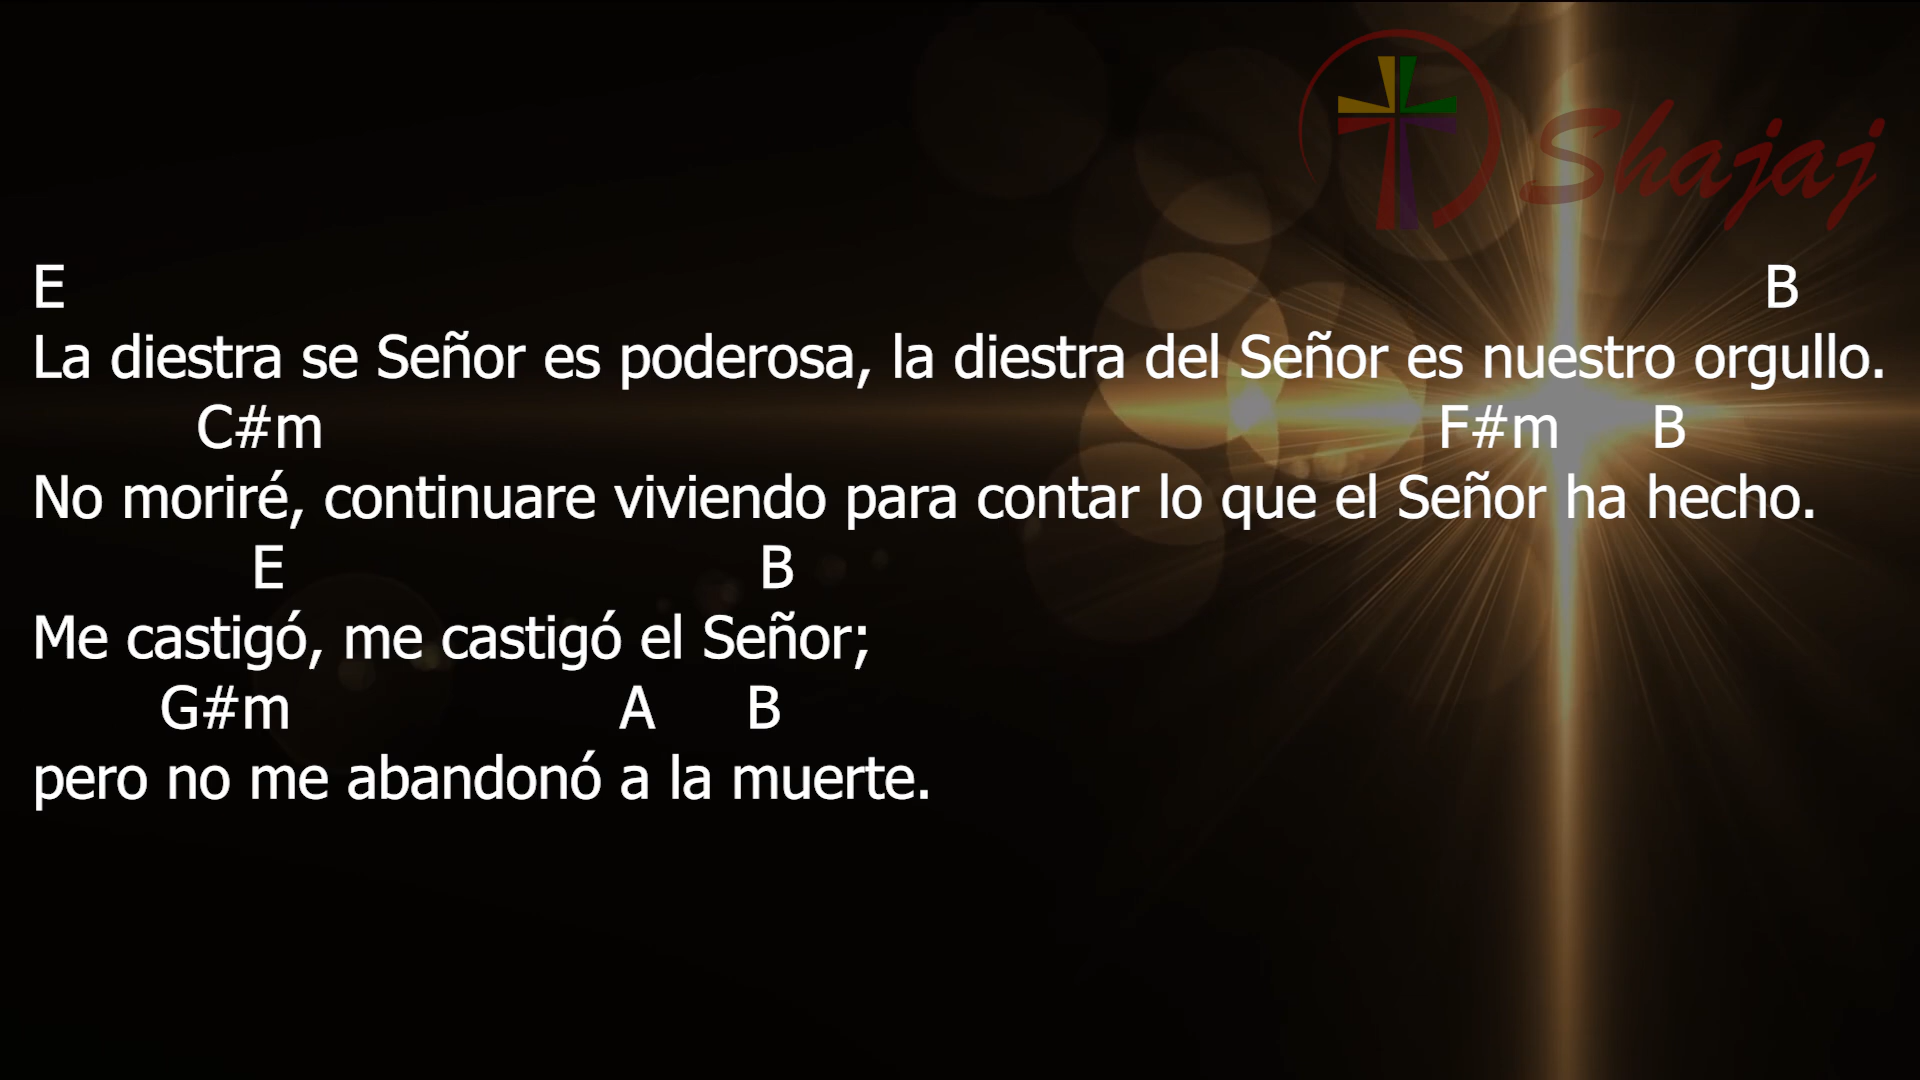 Shajaj
E B
La diestra se Señor es poderosa, la diestra del Señor es nuestro orgullo.
C#m F#m B
No moriré, continuare viviendo para contar lo que el Señor ha hecho.
E B
Me castigó, me castigó el Señor;
G#m A B
pero no me abandonó a la muerte.